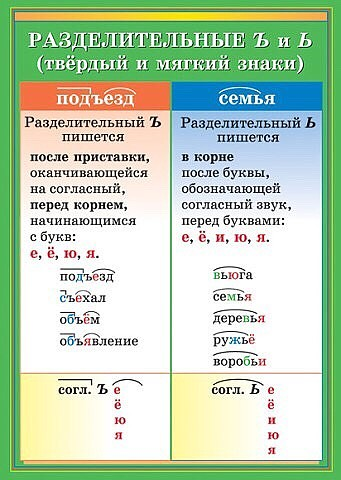 РАЗДЕЛИТЕЛЬНЫЕ Ъ и Ь
(твёрдый и мягкий знаки)
подъезд
Разделительный Ъ
пишется
после приставки,
оканчивающейся
на согласный,
перед корнем,
начинающимся
с букв:
е, ё, ю, я.
подъезд
съехал
объём
объявление
согл. Ъ е
ё
ю
я
семья
Разделительный Ь
пишется
в корне
после буквы,
обозначающей
согласный звук,
перед буквами:
е, ё, и, ю, я.
вьюга
семья
деревья
ружьё
воробьи
согл. Ь е
ё
и
ю
я